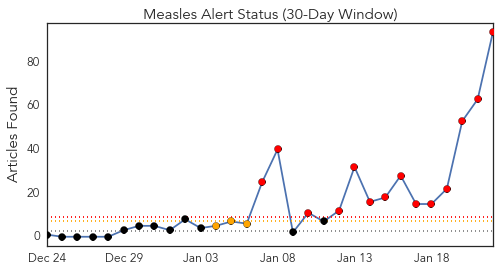 Measles Alert Status (30-Day Window)
Articles Found
80
60
40
20
0
Dec 24 Dec 29 Jan 03 Jan 08 Jan 13 Jan 18